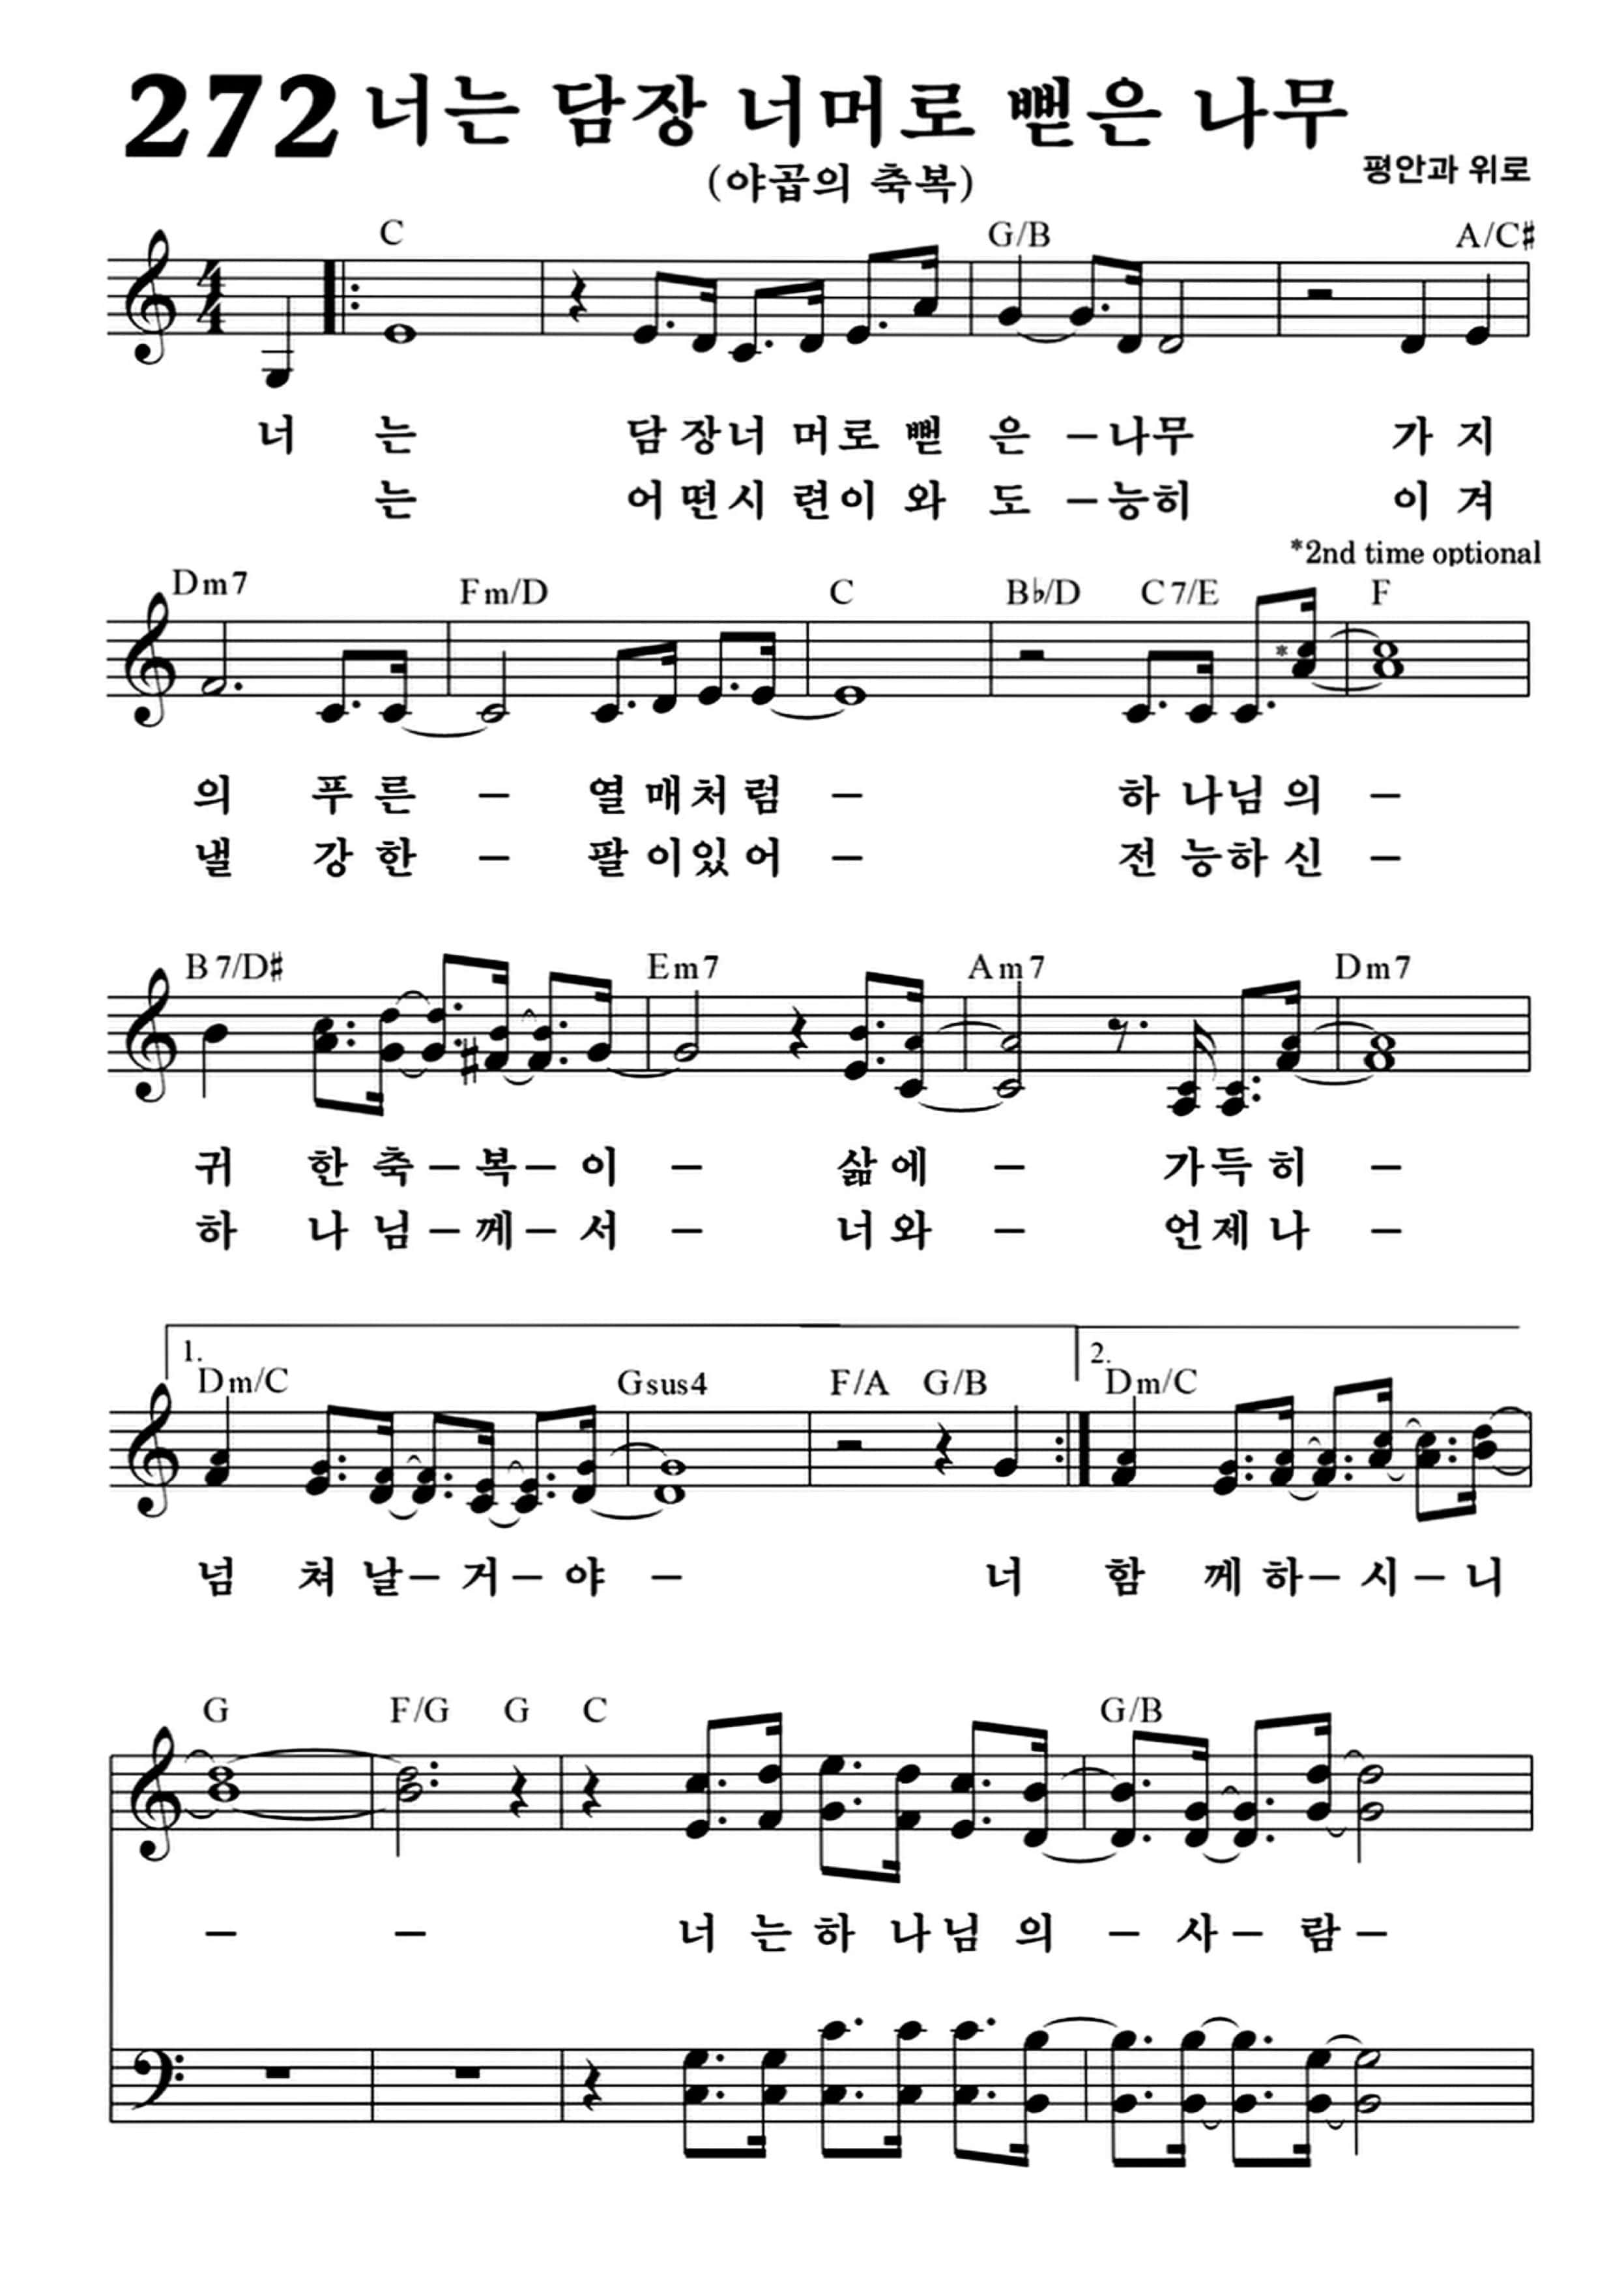 272 너는 담장 너머로 뻗은 나무
(야곱의 축복)
평안과 위로
C G/B A/C#
너 는 담 장너 머로 뻗 은 –나무 가 지
는 어 떤시 련이 와 도 –능히 이 겨
*2nd time optional
Dm7 Fm/D C B♭/D C7/E F
*
의 푸 른 – 열 매처 럼 – 하 나님 의 –
낼 강 한 – 팔 이있 어 – 전 능하 신 –
B7/D# Em7 Am7 Dm7
귀 한 축 – 복 – 이 – 삶에 – 가득 히 –
하 나 님 – 께 – 서 – 너와 – 언제 나 –
1. 2.
Dm/C Gsus4 F/A G/B Dm/C
넘 쳐 날 – 거 – 야 – 너 함 께 하 – 시 – 니
G F/G G C G/B
– – 너 는 하 나님 의 – 사 – 람 –